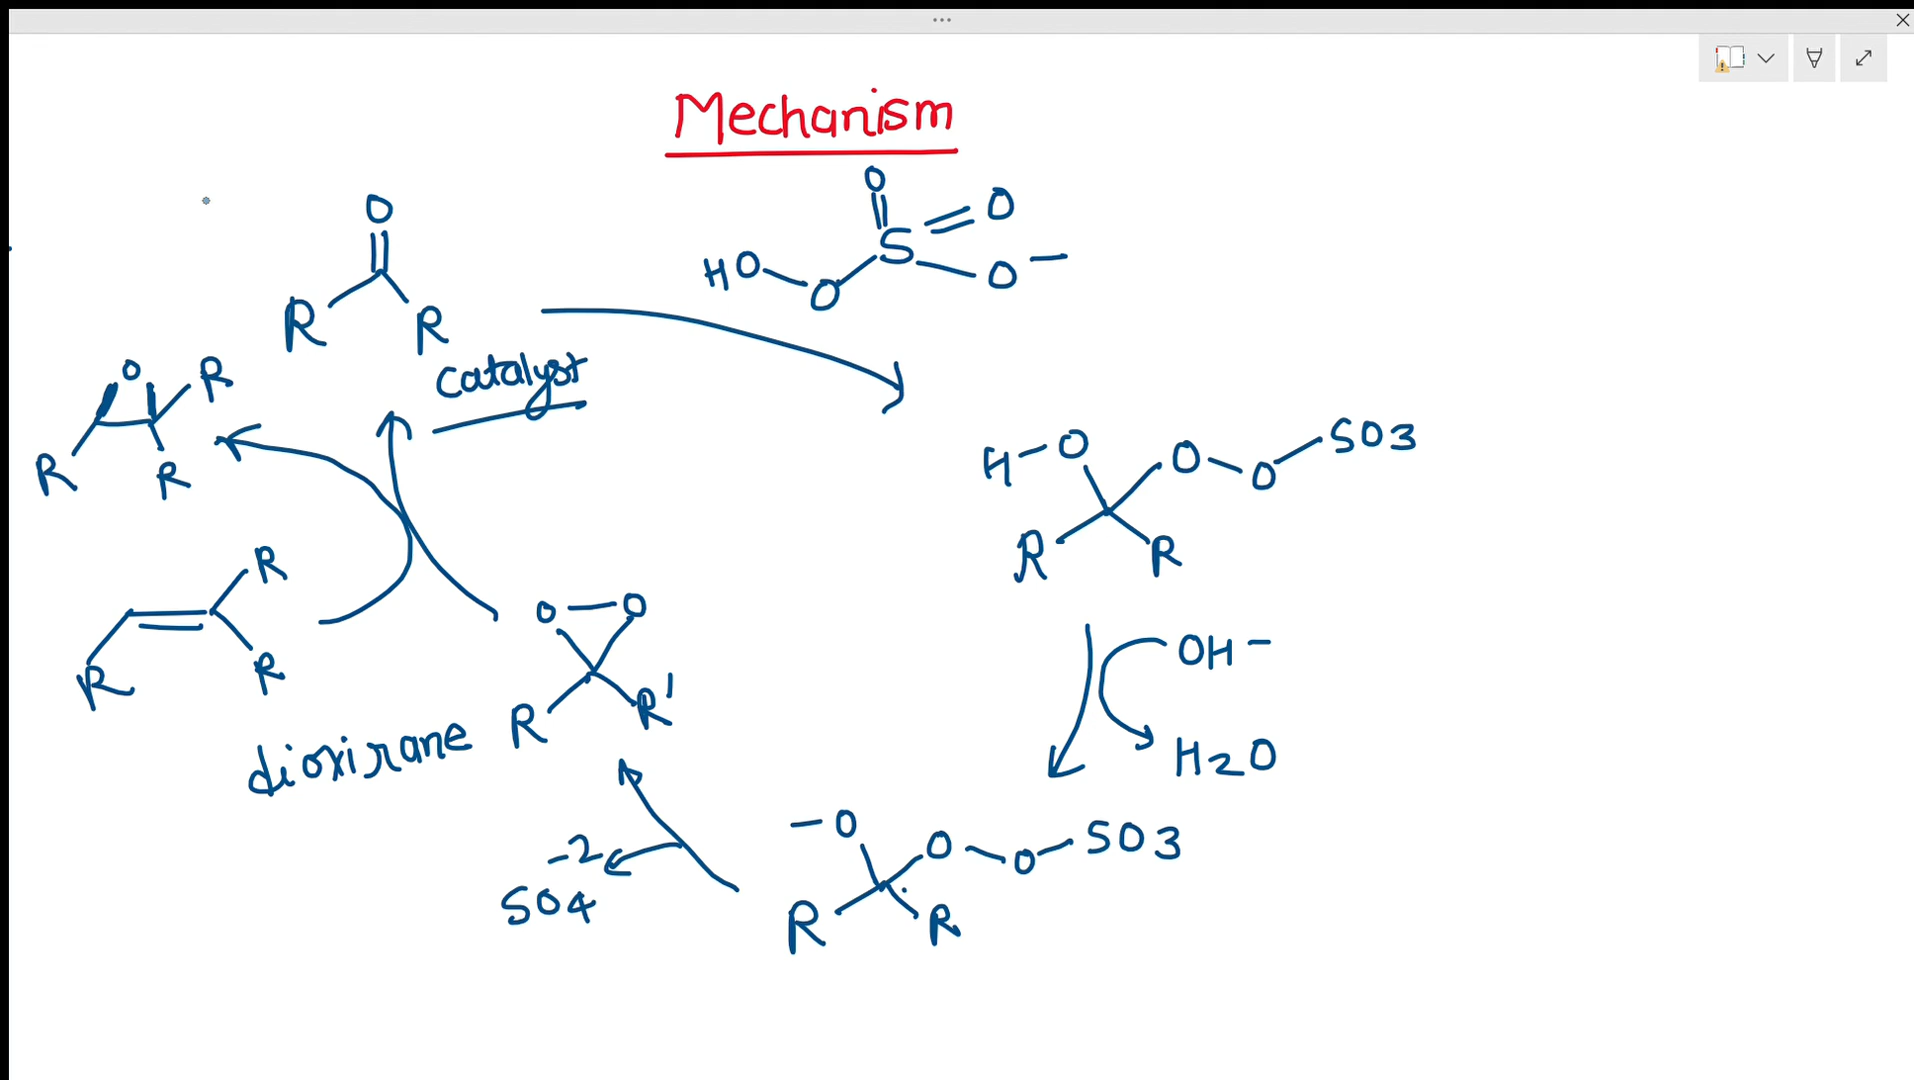 Mechanism
O
O
O
S
O
HO
O
O −
R
R
catalyst
O
R
R
R
H-O
O-O-SO3
R
R
R
R
R
O-O
R
R'
dioxirane
OH −
H2O
−O
O-O-SO3
R
R
−2
SO4